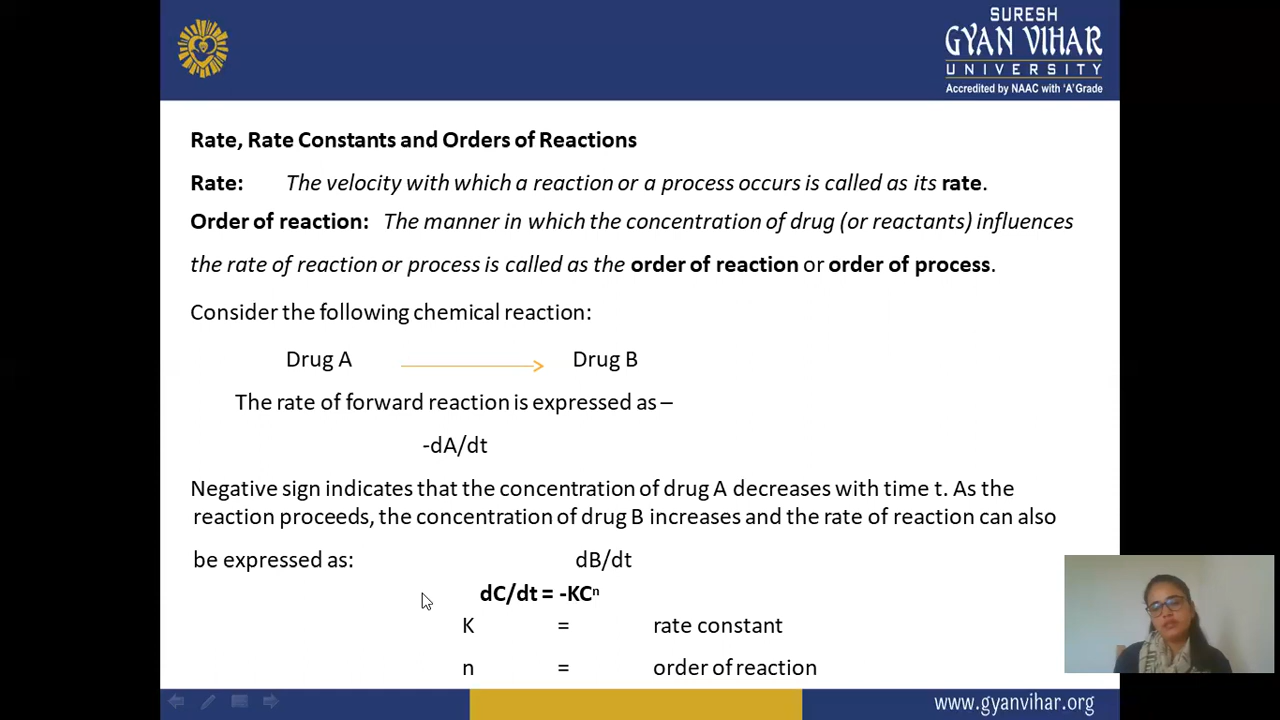 SURESH
GYAN VIHAR
UNIVERSITY
Accredited by NAAC with 'A' Grade
Rate, Rate Constants and Orders of Reactions
Rate: The velocity with which a reaction or a process occurs is called as its rate.
Order of reaction: The manner in which the concentration of drug (or reactants) influences
the rate of reaction or process is called as the order of reaction or order of process.
Consider the following chemical reaction:
Drug A → Drug B
The rate of forward reaction is expressed as –
-dA/dt
Negative sign indicates that the concentration of drug A decreases with time t. As the
reaction proceeds, the concentration of drug B increases and the rate of reaction can also
be expressed as: dB/dt
dC/dt = -KCⁿ
K = rate constant
n = order of reaction
www.gyanvihar.org